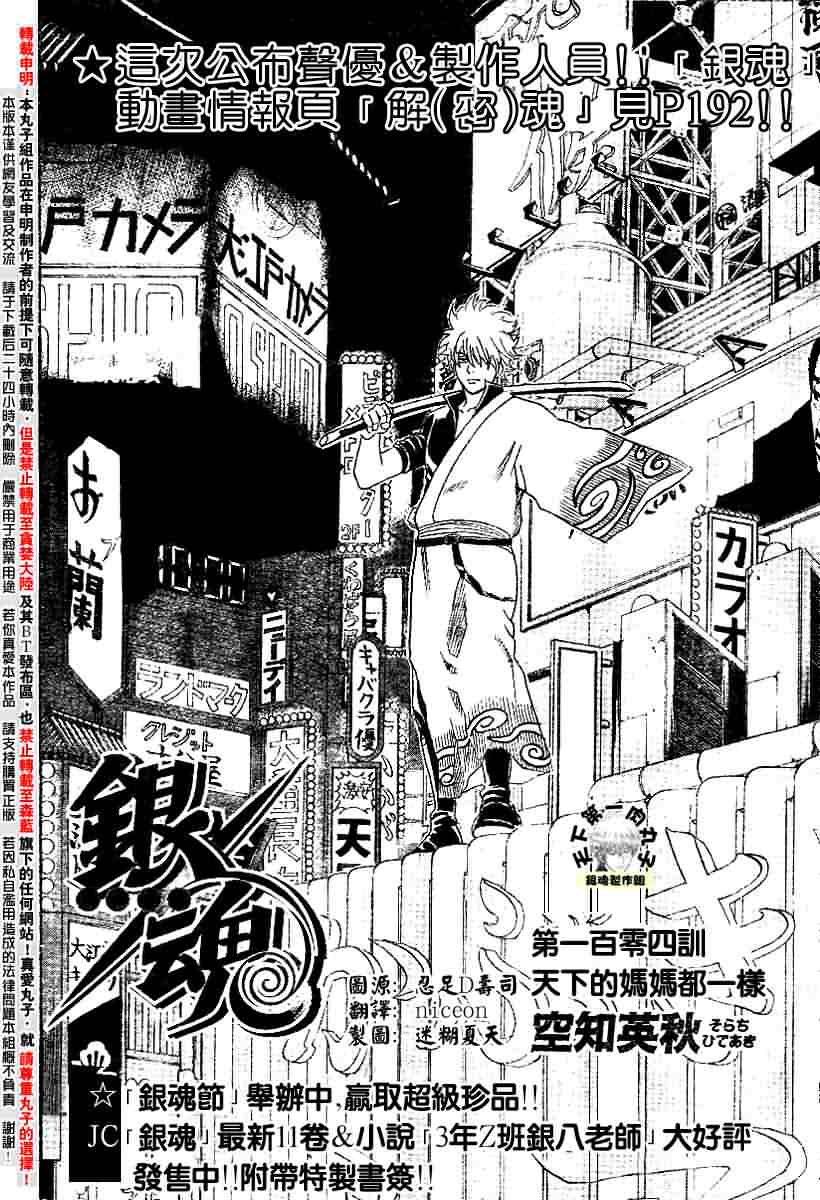 ★這次公布聲優&製作人員!!「銀魂」
動畫情報頁「解(密)魂」見P192!!
轉載申明:本丸子組作品在申明制作者的前提下可隨意轉載.但是禁止轉載至貪婪大陸及其BT發布區.也禁止轉載至森藍旗下的任何網站!真愛丸子.就請尊重丸子的選擇!
本版本僅供網友學習及交流 請于下載后二十四小時內刪除 嚴禁用于商業用途 若你真愛本作品 請支持購買正版 若因私自濫用造成的法律問題本組概不負責 謝謝!
戸カメラ
大江戸カメラ
お蘭
ニューデイ
キャバクラ優
カラオ
ランドマーク
クレジット
2F
天
銀魂
銀魂製作組
第一百零四訓
天下的媽媽都一樣
空知英秋
そらち
ひであき
圖源: 忍足D壽司
翻譯: niceon
製圖: 迷糊夏天
☆「銀魂節」舉辦中,贏取超級珍品!!
JC「銀魂」最新11卷&小說「3年Z班銀八老師」大好評
發售中!!附帶特製書簽!!